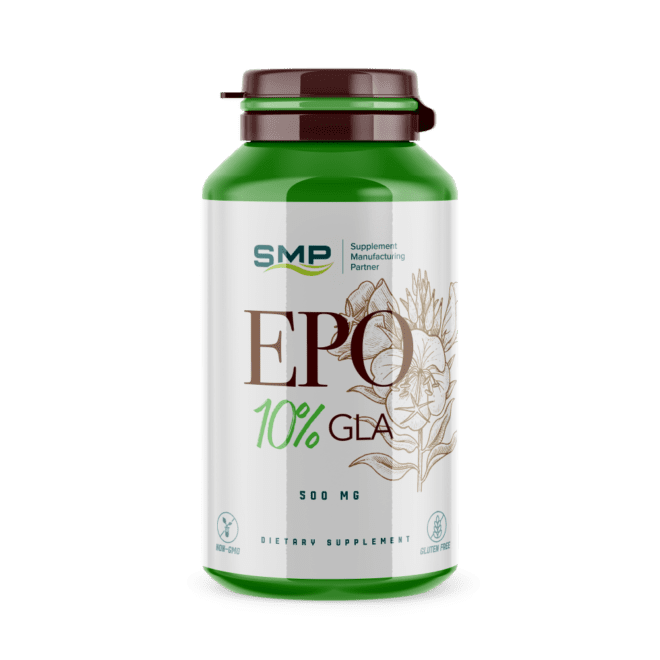 SMP
Supplement
Manufacturing
Partner
EPO
10% GLA
500 MG
NON-GMO
GLUTEN FREE
DIETARY SUPPLEMENT